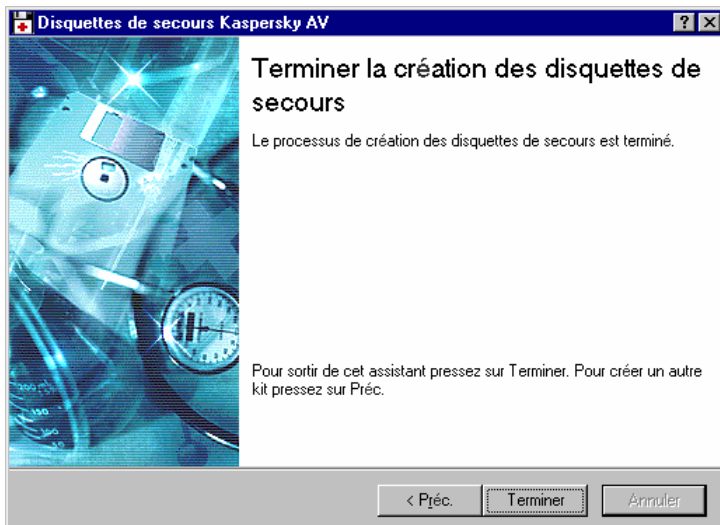 Disquettes de secours Kaspersky AV
Terminer la création des disquettes de
secours
Le processus de création des disquettes de secours est terminé.
Pour sortir de cet assistant pressez sur Terminer. Pour créer un autre
kit pressez sur Préc.
< Préc.
Terminer
Annuler